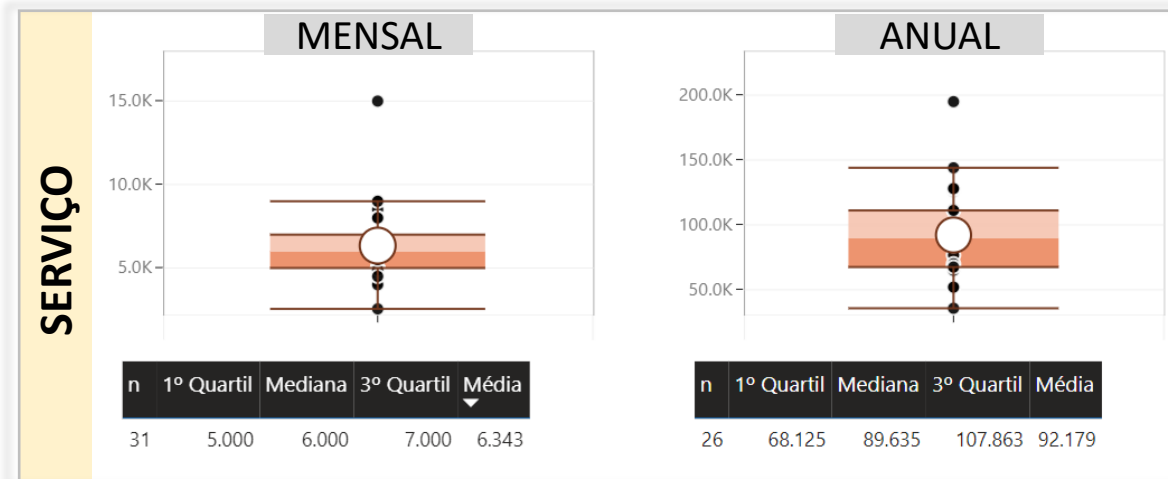 SERVIÇO
MENSAL
15.0K
10.0K
5.0K
n 1º Quartil Mediana 3º Quartil Média
31 5.000 6.000 7.000 6.343
ANUAL
200.0K
150.0K
100.0K
50.0K
n 1º Quartil Mediana 3º Quartil Média
26 68.125 89.635 107.863 92.179